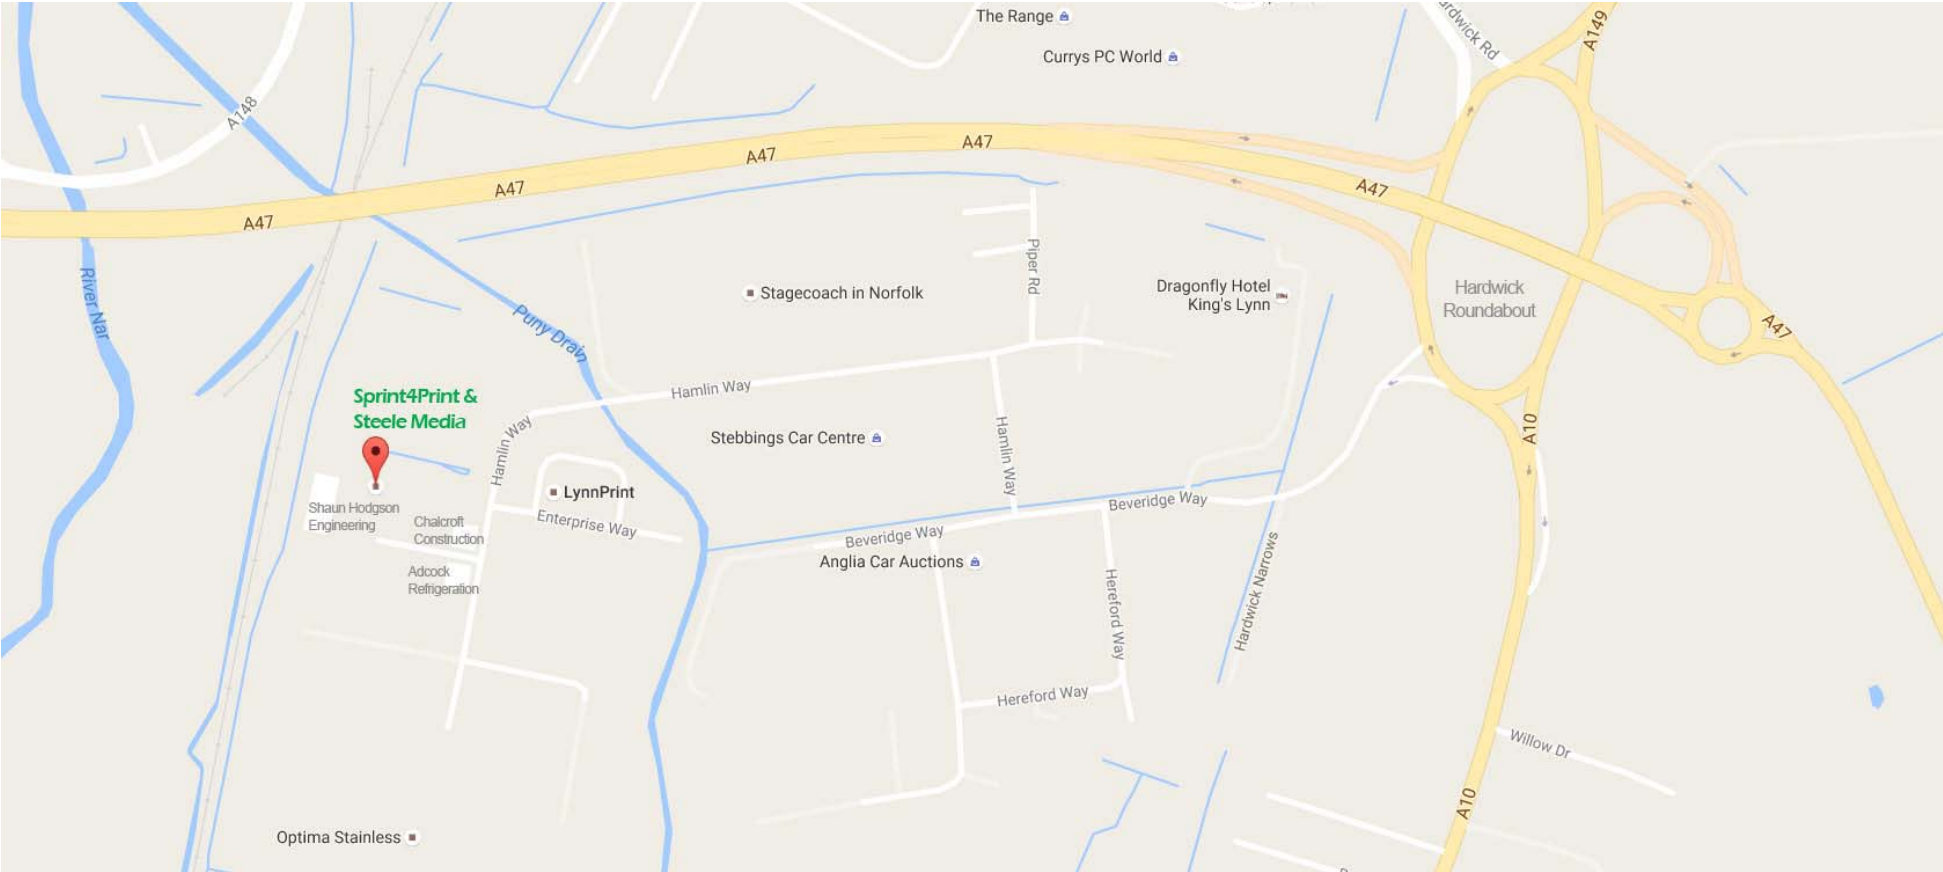 The Range
Currys PC World
Hardwick Rd
A149
A148
A47
A47
A47
A47
A47
A47
River Nar
Puny Drain
Piper Rd
Stagecoach in Norfolk
Dragonfly Hotel
King's Lynn
Hardwick
Roundabout
Sprint4Print &
Steele Media
Hamlin Way
Hamlin Way
Hamlin Way
Stebbings Car Centre
A10
LynnPrint
Enterprise Way
Shaun Hodgson
Engineering
Chalcroft
Construction
Adcock
Refrigeration
Beveridge Way
Beveridge Way
Anglia Car Auctions
Hereford Way
Hereford Way
Hardwick Narrows
Willow Dr
A10
Optima Stainless